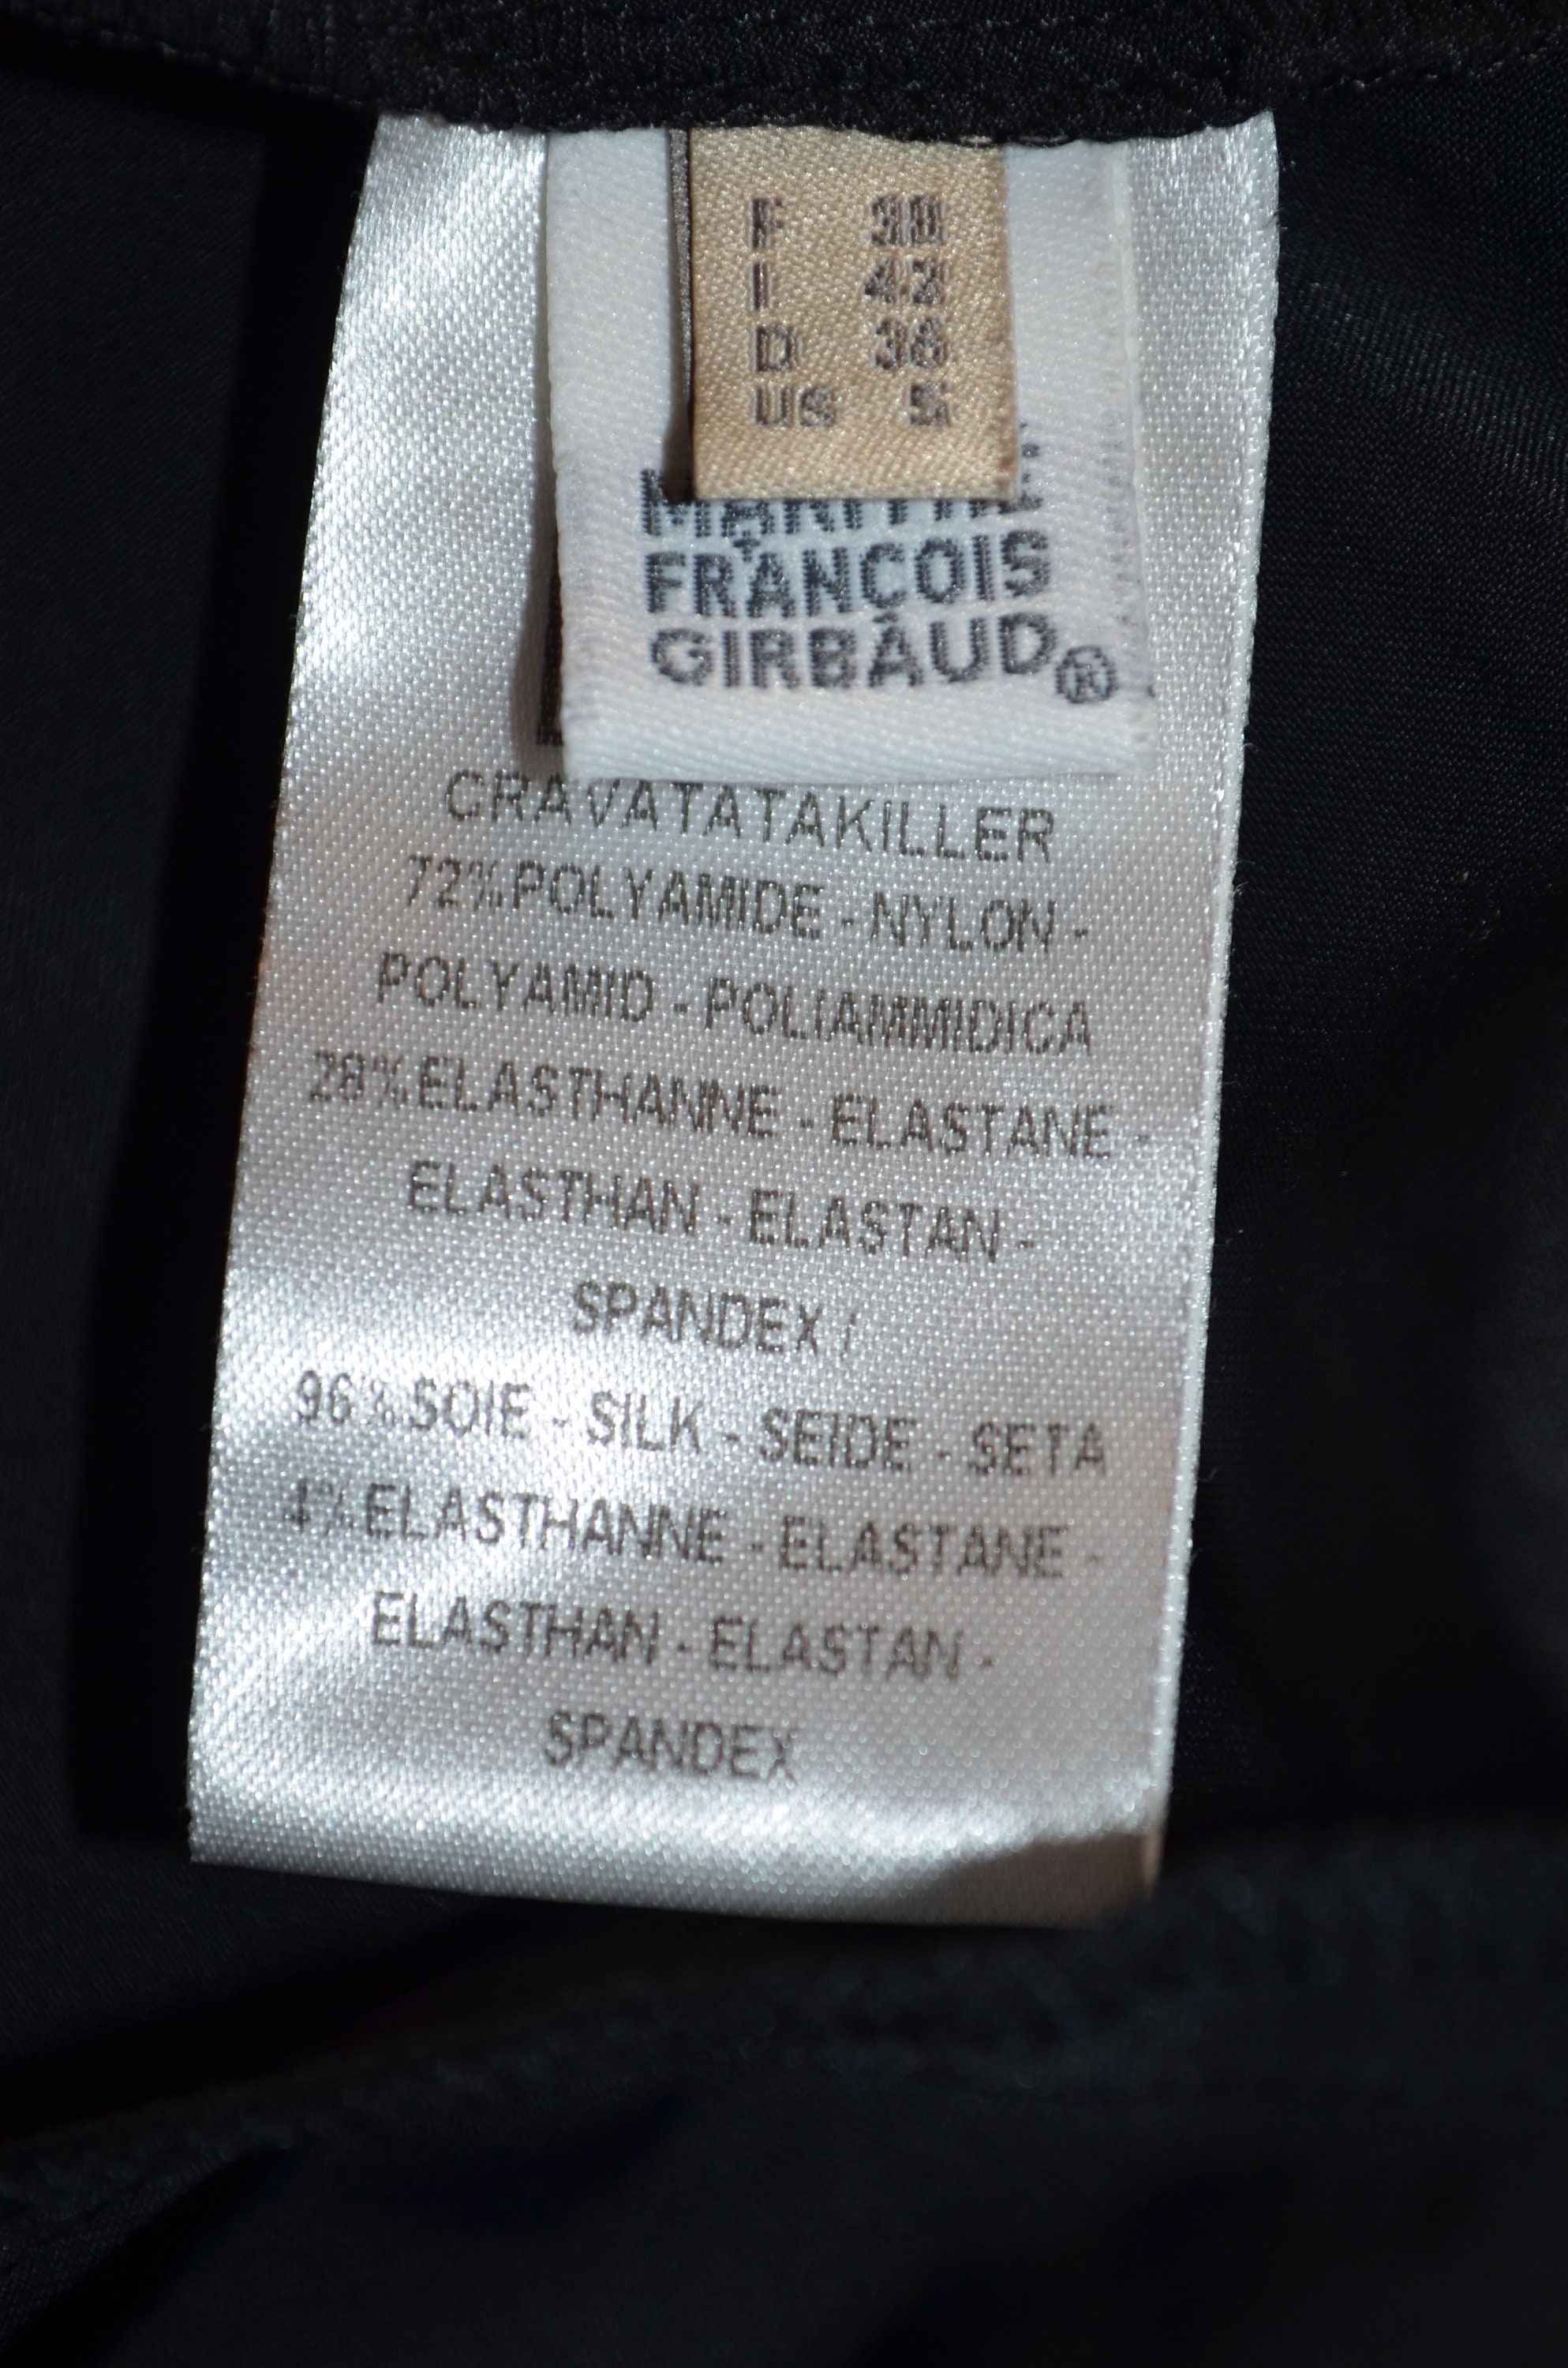 F 38
I 42
D 36
US 5
FRANÇOIS
GIRBAUD®
CRAVATATAKILLER
72%POLYAMIDE - NYLON -
POLYAMID - POLIAMMIDICA
28%ELASTHANNE - ELASTANE -
ELASTHAN - ELASTAN -
SPANDEX /
96%SOIE - SILK - SEIDE - SETA
4%ELASTHANNE - ELASTANE -
ELASTHAN - ELASTAN -
SPANDEX